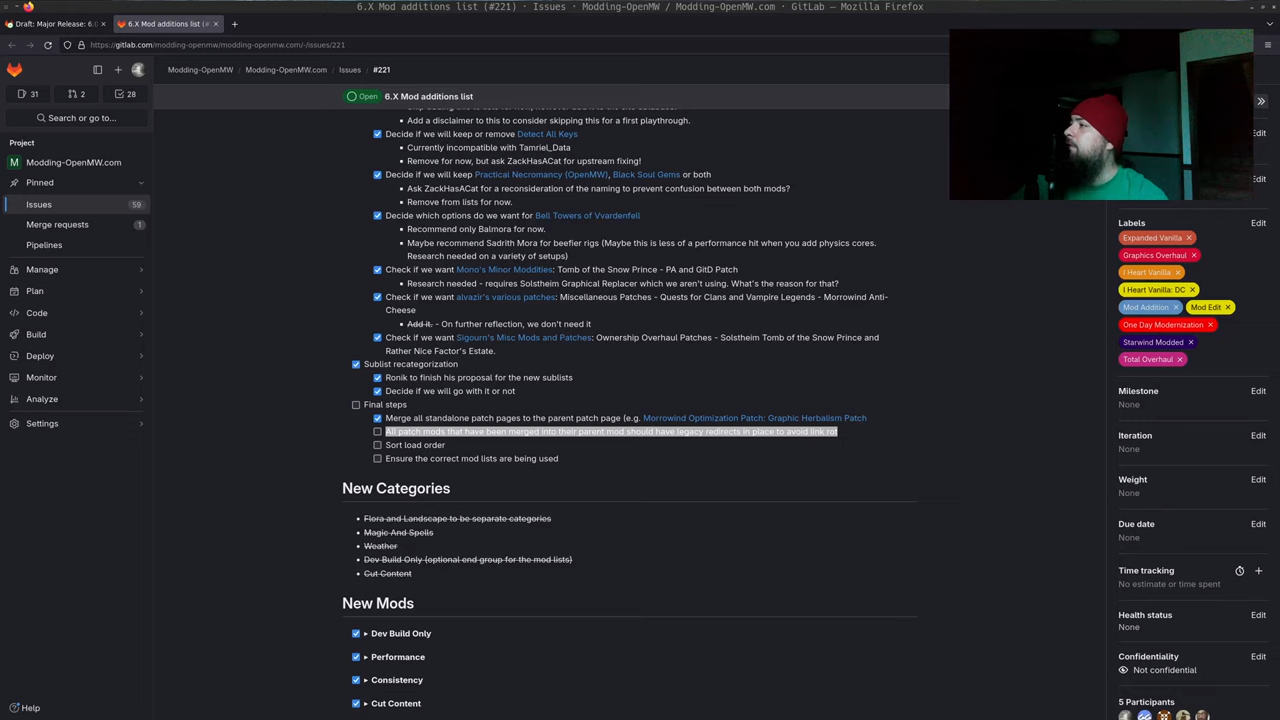 6.X Mod additions list (#221) · Issues · Modding-OpenMW / Modding-OpenMW.com · GitLab — Mozilla Firefox
Draft: Major Release: 6.0
6.X Mod additions list (#221)
https://gitlab.com/modding-openmw/modding-openmw.com/-/issues/221
Modding-OpenMW
Modding-OpenMW.com
Issues
#221
31
2
28
Search or go to...
Project
M Modding-OpenMW.com
Pinned
Issues 59
Merge requests 1
Pipelines
Manage
Plan
Code
Build
Deploy
Monitor
Analyze
Settings
Help
Open 6.X Mod additions list
Add a disclaimer to this to consider skipping this for a first playthrough.
Decide if we will keep or remove Detect All Keys
Currently incompatible with Tamriel_Data
Remove for now, but ask ZackHasACat for upstream fixing!
Decide if we will keep Practical Necromancy (OpenMW), Black Soul Gems or both
Ask ZackHasACat for a reconsideration of the naming to prevent confusion between both mods?
Remove from lists for now.
Decide which options do we want for Bell Towers of Vvardenfell
Recommend only Balmora for now.
Maybe recommend Sadrith Mora for beefier rigs (Maybe this is less of a performance hit when you add physics cores.
Research needed on a variety of setups)
Check if we want Mono's Minor Moddities: Tomb of the Snow Prince - PA and GitD Patch
Research needed - requires Solstheim Graphical Replacer which we aren't using. What's the reason for that?
Check if we want alvazir's various patches: Miscellaneous Patches - Quests for Clans and Vampire Legends - Morrowind Anti-
Cheese
Add it. - On further reflection, we don't need it
Check if we want Sigourn's Misc Mods and Patches: Ownership Overhaul Patches - Solstheim Tomb of the Snow Prince and
Rather Nice Factor's Estate.
Sublist recategorization
Ronik to finish his proposal for the new sublists
Decide if we will go with it or not
Final steps
Merge all standalone patch pages to the parent patch page (e.g. Morrowind Optimization Patch: Graphic Herbalism Patch
All patch mods that have been merged into their parent mod should have legacy redirects in place to avoid link rot
Sort load order
Ensure the correct mod lists are being used
New Categories
Flora and Landscape to be separate categories
Magic And Spells
Weather
Dev Build Only (optional end group for the mod lists)
Cut Content
New Mods
Dev Build Only
Performance
Consistency
Cut Content
Labels Edit
Expanded Vanilla
Graphics Overhaul
I Heart Vanilla
I Heart Vanilla: DC
Mod Addition
Mod Edit
One Day Modernization
Starwind Modded
Total Overhaul
Milestone Edit
None
Iteration Edit
None
Weight Edit
None
Due date Edit
None
Time tracking
No estimate or time spent
Health status Edit
None
Confidentiality Edit
Not confidential
5 Participants